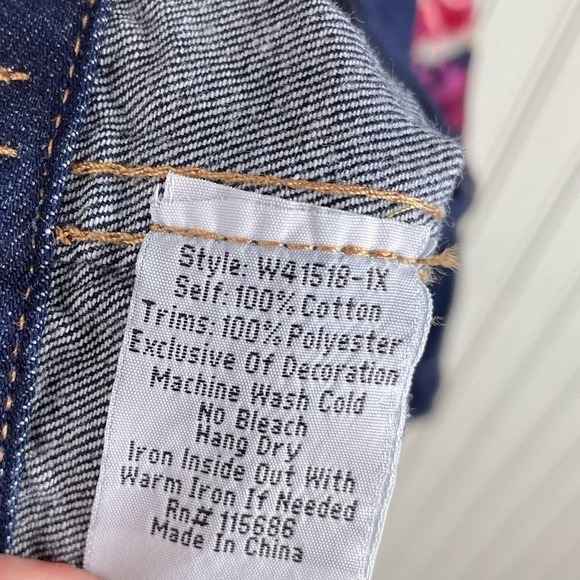 Style: W41518-1X
Self: 100% Cotton
Trims: 100% Polyester
Exclusive Of Decoration
Machine Wash Cold
No Bleach
Hang Dry
Iron Inside Out With
Warm Iron If Needed
Rn# 115686
Made In China